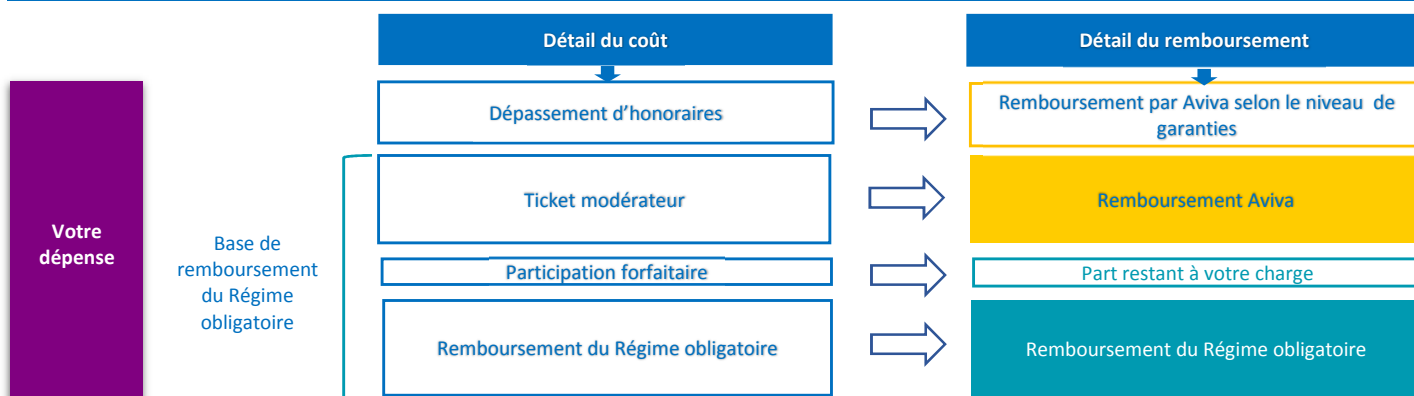 Détail du coût
Détail du remboursement
Dépassement d’honoraires
Remboursement par Aviva selon le niveau de
garanties
Votre
dépense
Base de
remboursement
du Régime
obligatoire
Ticket modérateur
Remboursement Aviva
Participation forfaitaire
Part restant à votre charge
Remboursement du Régime obligatoire
Remboursement du Régime obligatoire